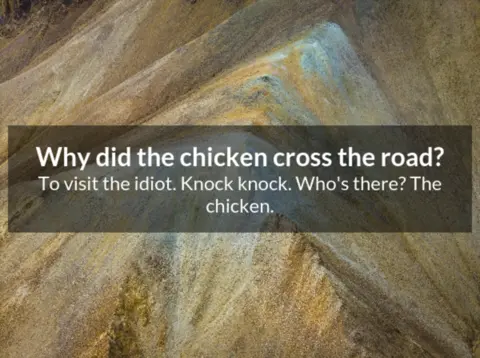 Why did the chicken cross the road?
To visit the idiot. Knock knock. Who's there? The
chicken.